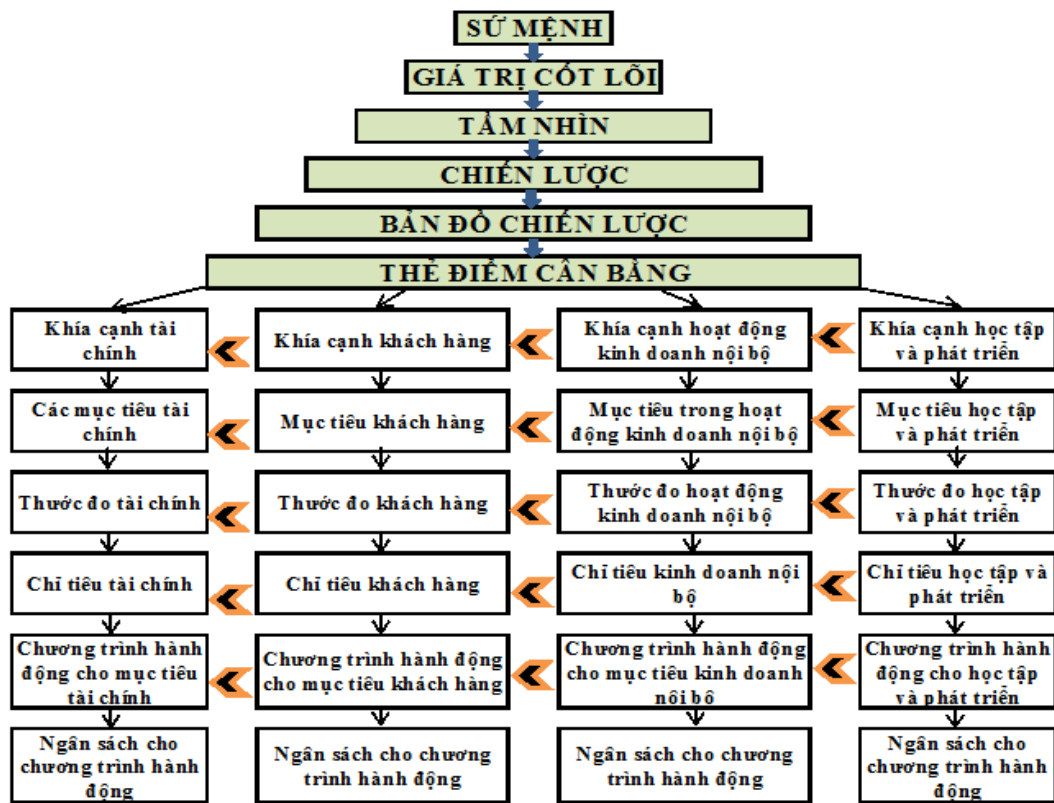 SỨ MỆNH
GIÁ TRỊ CỐT LÕI
TẦM NHÌN
CHIẾN LƯỢC
BẢN ĐỒ CHIẾN LƯỢC
THẺ ĐIỂM CÂN BẰNG
Khía cạnh tài
chính
Khía cạnh khách hàng
Khía cạnh hoạt động
kinh doanh nội bộ
Khía cạnh học tập
và phát triển
Các mục tiêu tài
chính
Mục tiêu khách hàng
Mục tiêu trong hoạt
động kinh doanh nội bộ
Mục tiêu học tập
và phát triển
Thước đo tài chính
Thước đo khách hàng
Thước đo hoạt động
kinh doanh nội bộ
Thước đo học tập
và phát triển
Chỉ tiêu tài chính
Chỉ tiêu khách hàng
Chỉ tiêu kinh doanh nội
bộ
Chỉ tiêu học tập và
phát triển
Chương trình hành
động cho mục tiêu
tài chính
Chương trình hành động
cho mục tiêu khách hàng
Chương trình hành động
cho mục tiêu kinh doanh
nôi bộ
Chương trình hành
động cho học tập
và phát triển
Ngân sách cho
chương trình hành
động
Ngân sách cho chương
trình hành động
Ngân sách cho chương
trình hành động
Ngân sách cho
chương trình hành
động